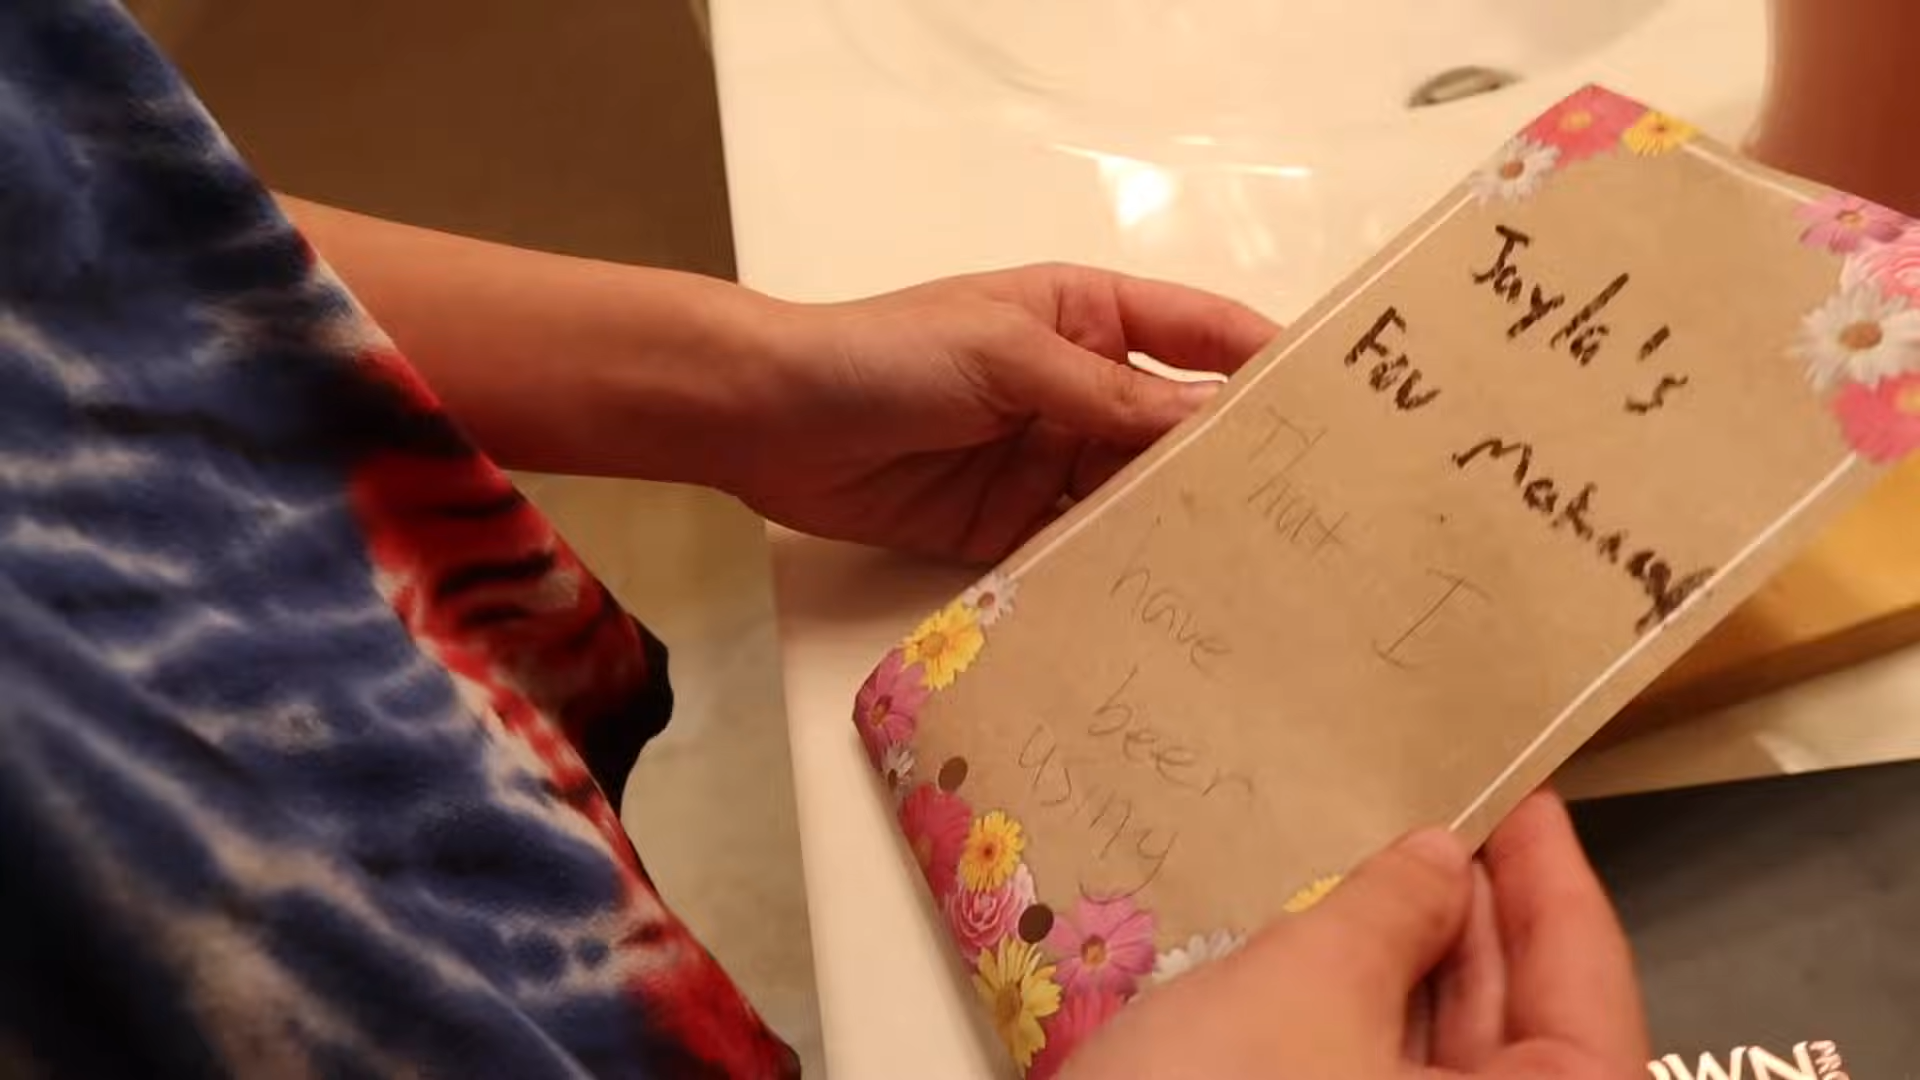 Jayla's
Fav Makeup
That I
have
been
using